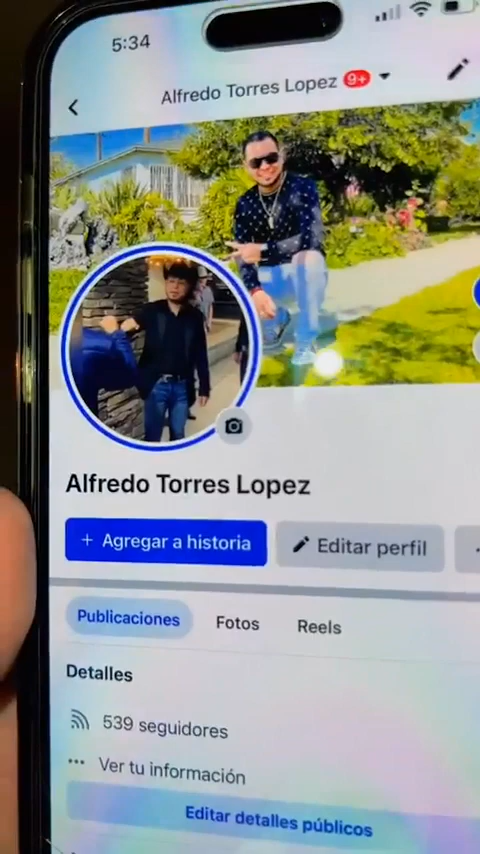 5:34
Alfredo Torres Lopez 9+
Alfredo Torres Lopez
+ Agregar a historia
Editar perfil
Publicaciones
Fotos
Reels
Detalles
539 seguidores
Ver tu información
Editar detalles públicos